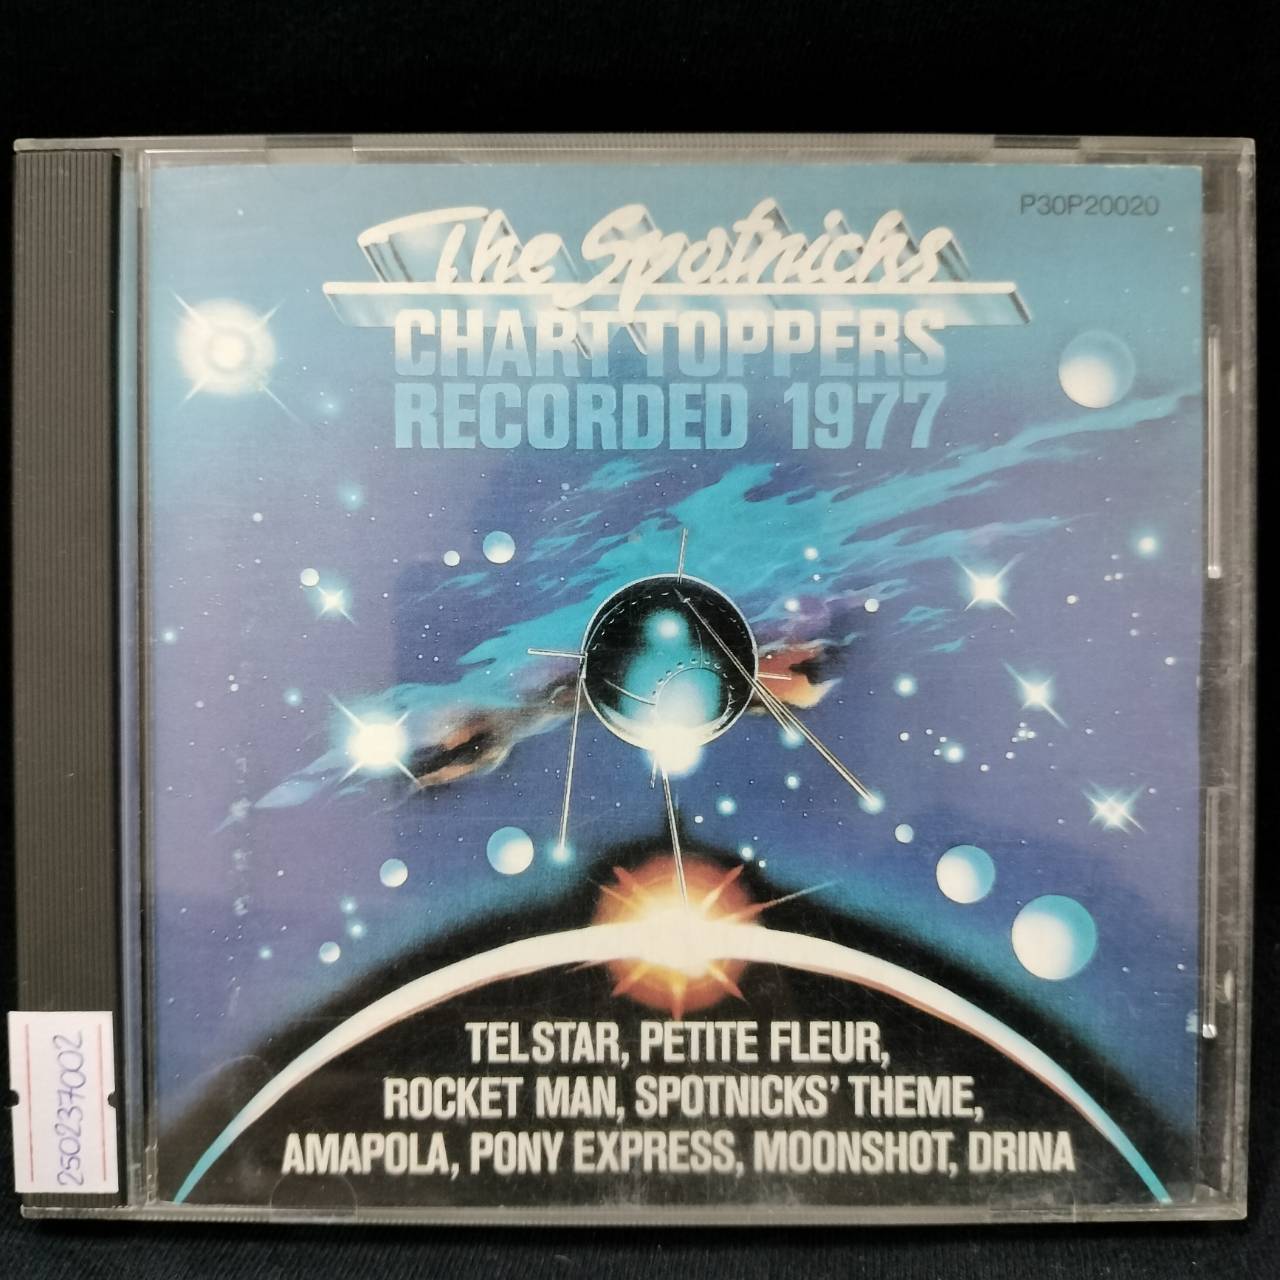 P30P20020
The Spotnicks
CHART TOPPERS
RECORDED 1977
TELSTAR, PETITE FLEUR,
ROCKET MAN, SPOTNICKS' THEME,
AMAPOLA, PONY EXPRESS, MOONSHOT, DRINA
250237002